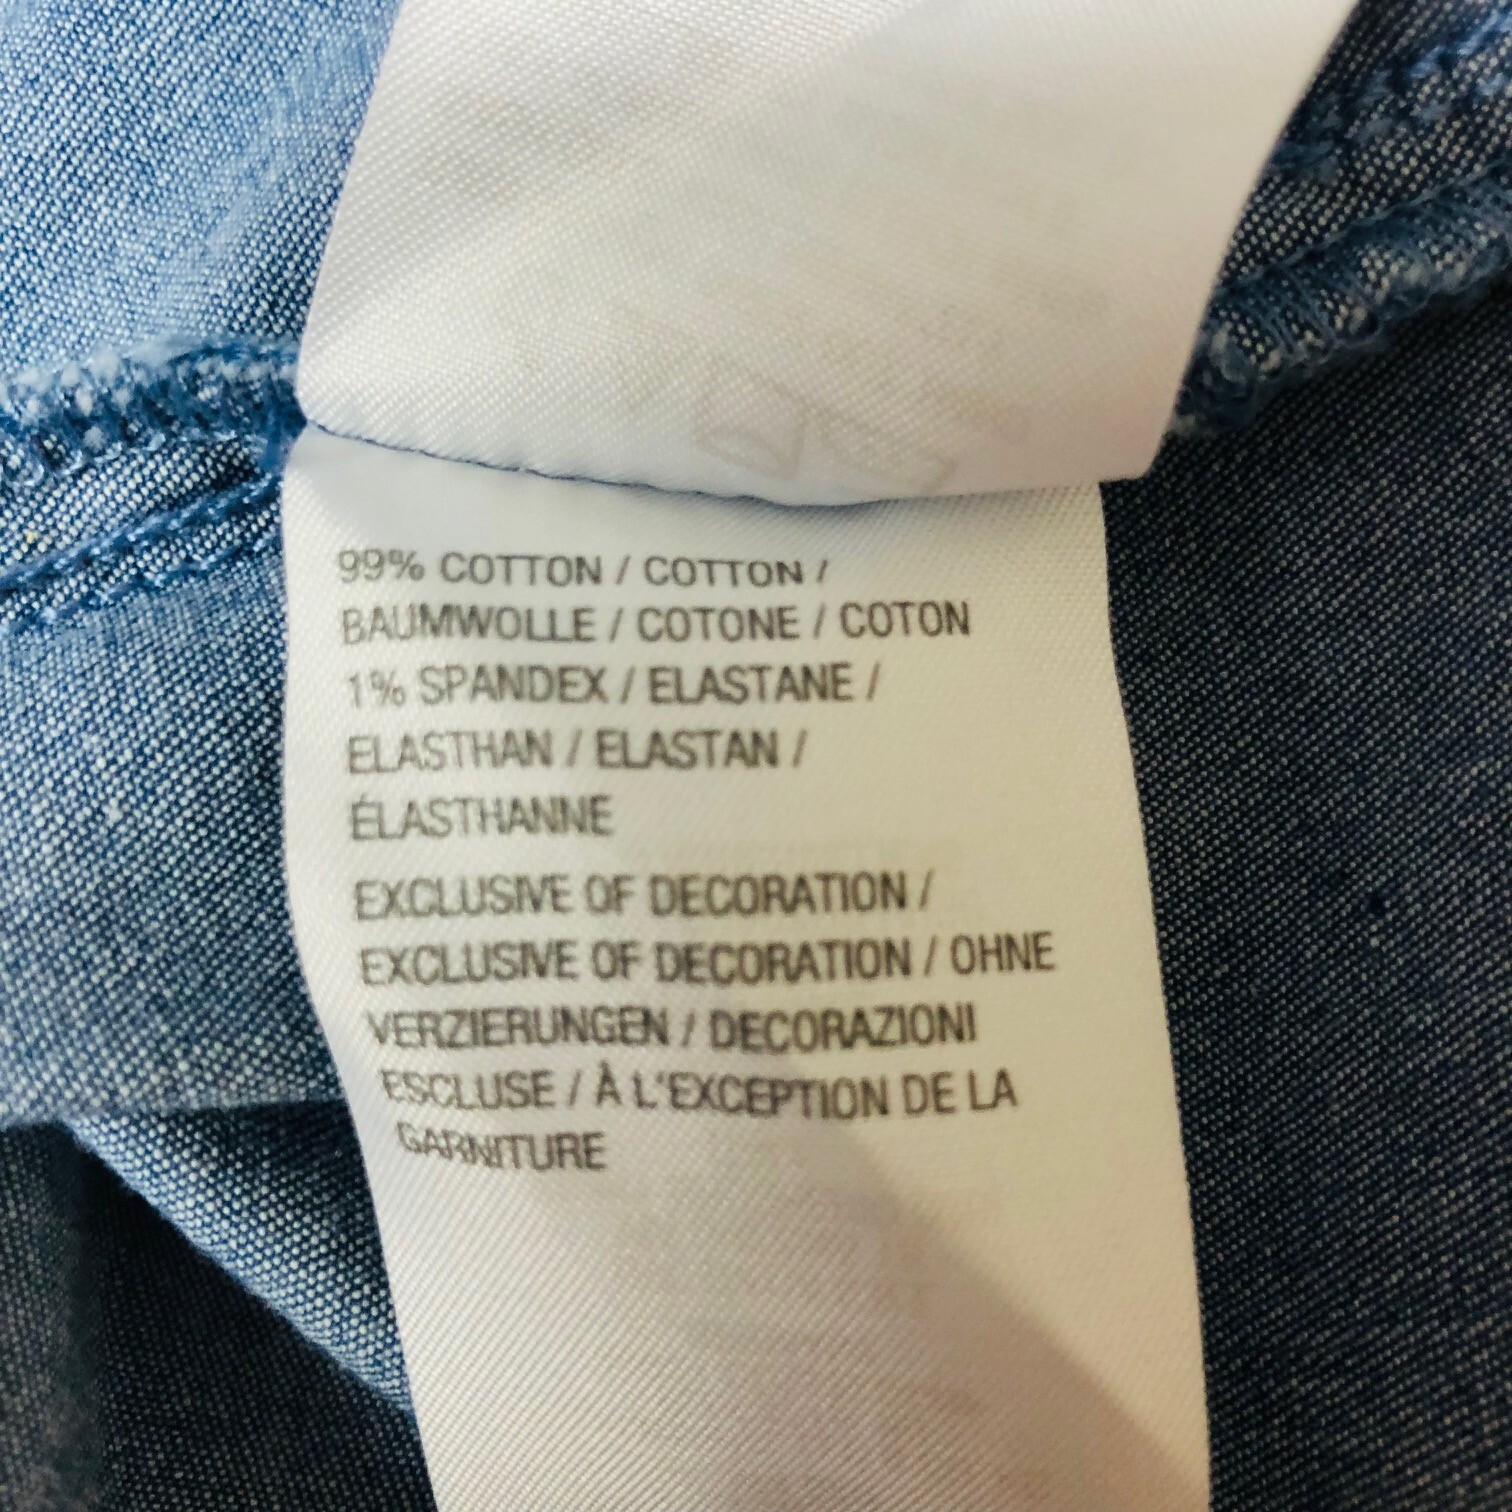 99% COTTON / COTTON /
BAUMWOLLE / COTONE / COTON
1% SPANDEX / ELASTANE /
ELASTHAN / ELASTAN /
ÉLASTHANNE
EXCLUSIVE OF DECORATION /
EXCLUSIVE OF DECORATION / OHNE
VERZIERUNGEN / DECORAZIONI
ESCLUSE / À L'EXCEPTION DE LA
GARNITURE